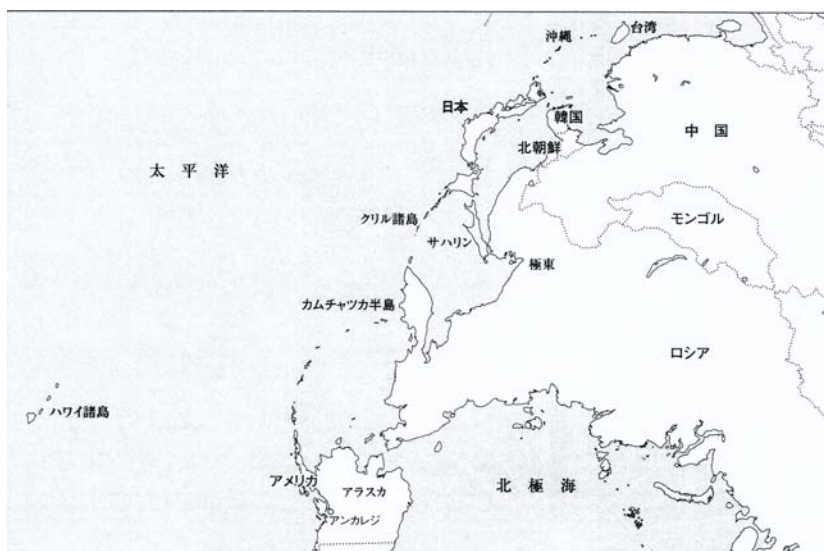 沖縄
台湾
日本
韓国
中国
北朝鮮
太平洋
モンゴル
クリル諸島
サハリン
極東
カムチャツカ半島
ロシア
ハワイ諸島
アメリカ
アラスカ
北極海
アンカレジ